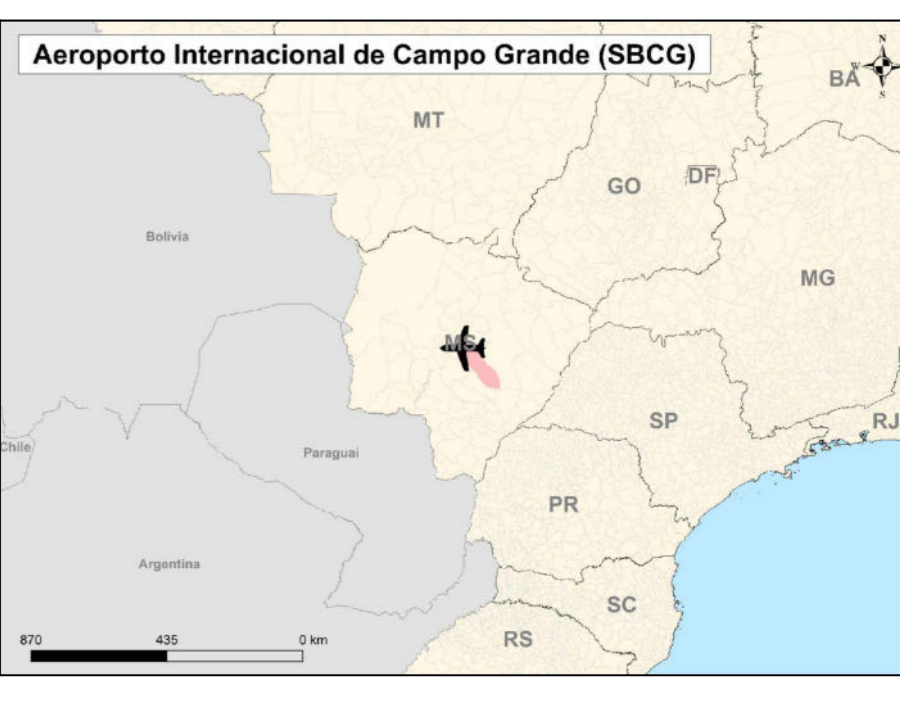 Aeroporto Internacional de Campo Grande (SBCG)
N
W
S
BA
MT
DF
GO
Bolívia
MG
MS
SP
RJ
Chile
Paraguai
PR
Argentina
SC
RS
870 435 0 km